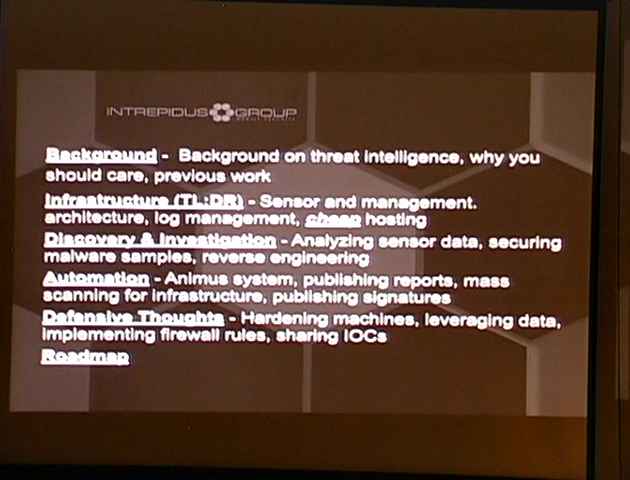 INTREPIDUS GROUP
Background - Background on threat intelligence, why you
should care, previous work
Infrastructure (TL;DR) - Sensor and management.
architecture, log management, cheap hosting
Discovery & Investigation - Analyzing sensor data, securing
malware samples, reverse engineering
Automation - Animus system, publishing reports, mass
scanning for infrastructure, publishing signatures
Defensive Thoughts - Hardening machines, leveraging data,
implementing firewall rules, sharing IOCs
Roadmap